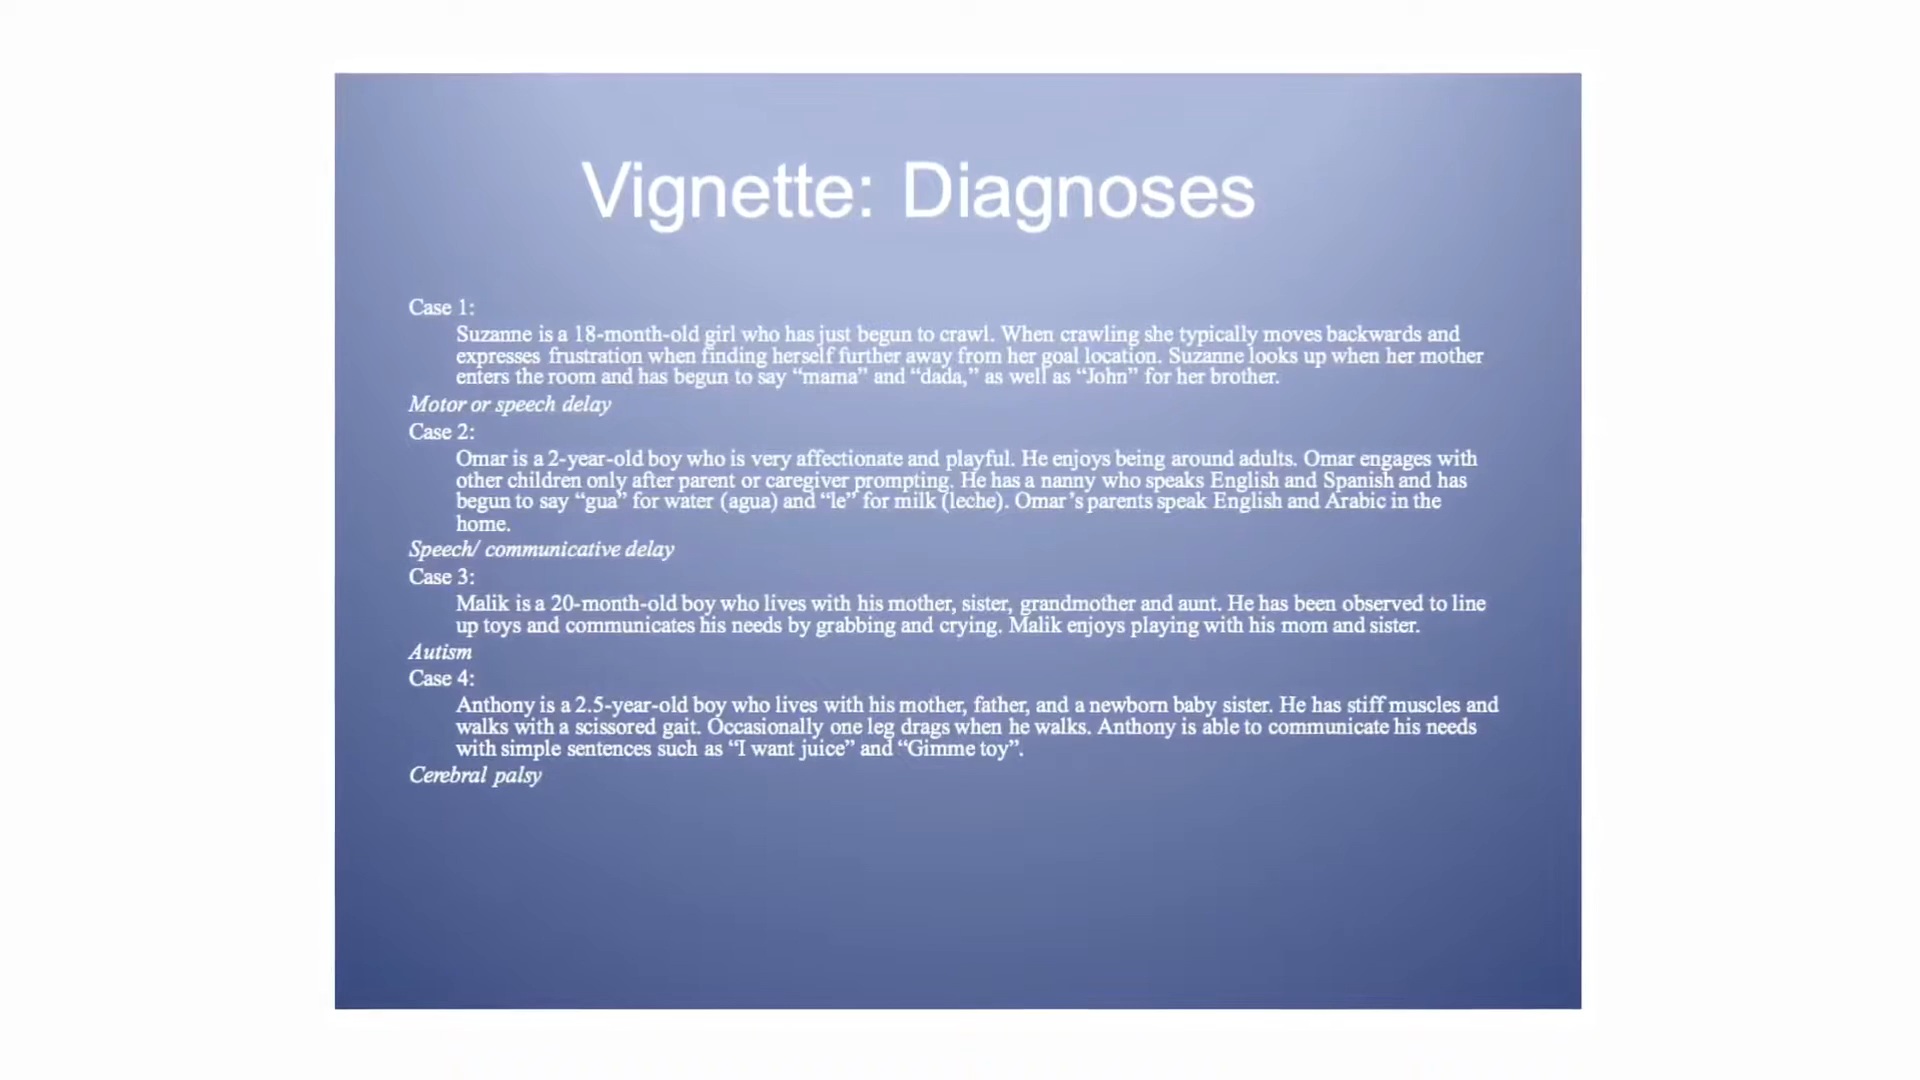 Vignette: Diagnoses
Case 1:
Suzanne is a 18-month-old girl who has just begun to crawl. When crawling she typically moves backwards and
expresses frustration when finding herself further away from her goal location. Suzanne looks up when her mother
enters the room and has begun to say “mama” and “dada,” as well as “John” for her brother.
Motor or speech delay
Case 2:
Omar is a 2-year-old boy who is very affectionate and playful. He enjoys being around adults. Omar engages with
other children only after parent or caregiver prompting. He has a nanny who speaks English and Spanish and has
begun to say “gua” for water (agua) and “le” for milk (leche). Omar’s parents speak English and Arabic in the
home.
Speech/ communicative delay
Case 3:
Malik is a 20-month-old boy who lives with his mother, sister, grandmother and aunt. He has been observed to line
up toys and communicates his needs by grabbing and crying. Malik enjoys playing with his mom and sister.
Autism
Case 4:
Anthony is a 2.5-year-old boy who lives with his mother, father, and a newborn baby sister. He has stiff muscles and
walks with a scissored gait. Occasionally one leg drags when he walks. Anthony is able to communicate his needs
with simple sentences such as “I want juice” and “Gimme toy”.
Cerebral palsy